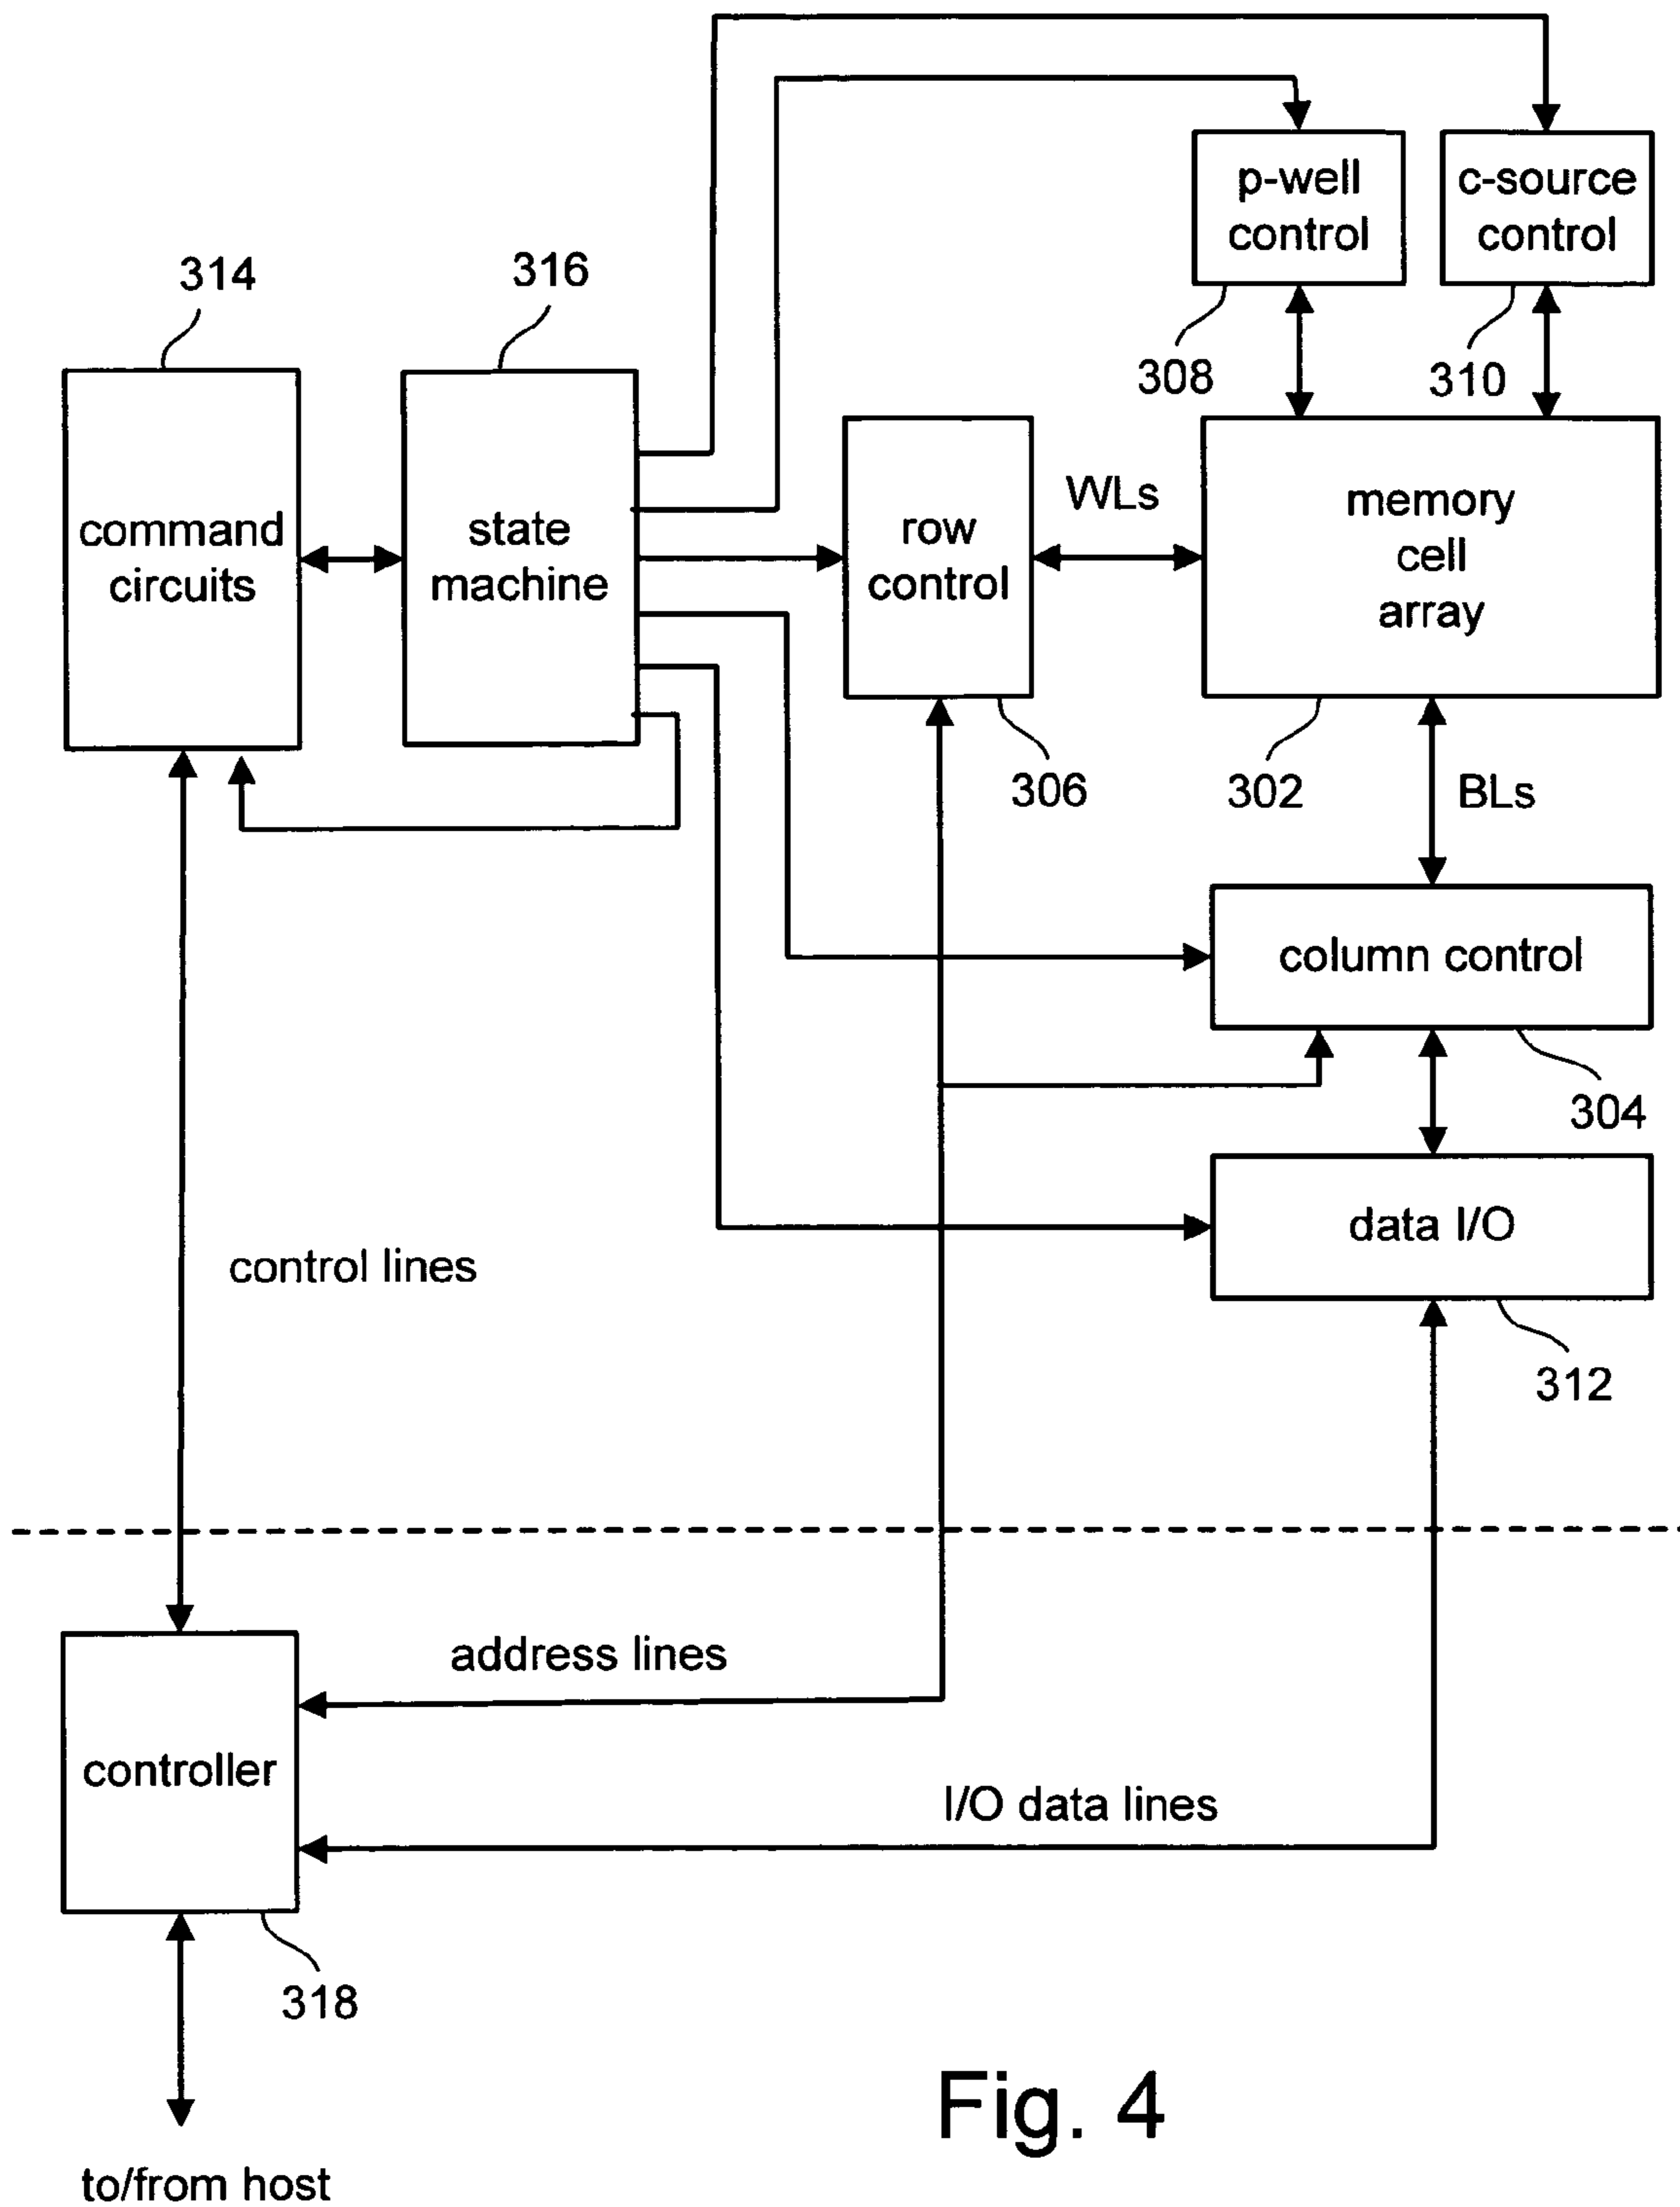 p-well
control
c-source
control
314
316
308
310
command
circuits
state
machine
row
control
WLs
memory
cell
array
306
302
BLs
column control
304
data I/O
control lines
312
address lines
controller
I/O data lines
318
Fig. 4
to/from host